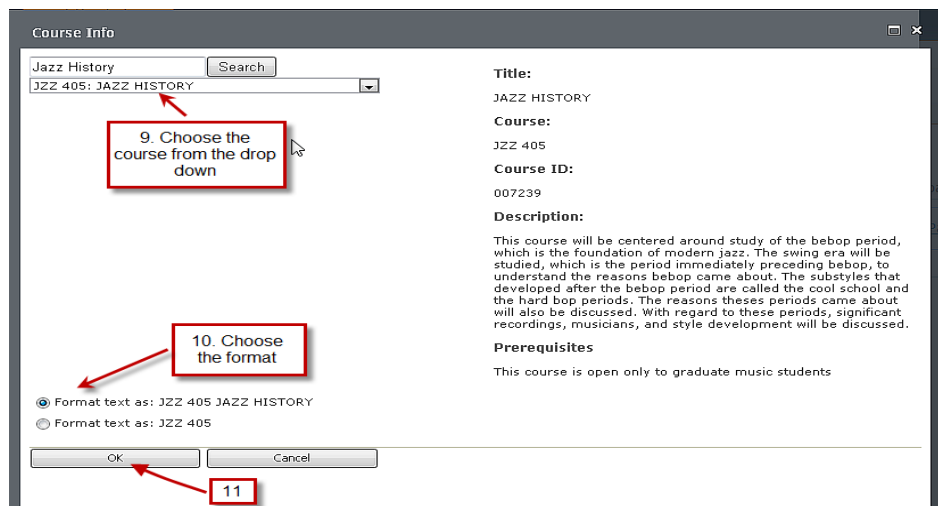 Course Info
Jazz History
Search
JZZ 405: JAZZ HISTORY
9. Choose the
course from the drop
down
10. Choose
the format
Format text as: JZZ 405 JAZZ HISTORY
Format text as: JZZ 405
OK
Cancel
11
Title:
JAZZ HISTORY
Course:
JZZ 405
Course ID:
007239
Description:
This course will be centered around study of the bebop period,
which is the foundation of modern jazz. The swing era will be
studied, which is the period immediately preceding bebop, to
understand the reasons bebop came about. The substyles that
developed after the bebop period are called the cool school and
the hard bop periods. The reasons theses periods came about
will also be discussed. With regard to these periods, significant
recordings, musicians, and style development will be discussed.
Prerequisites
This course is open only to graduate music students